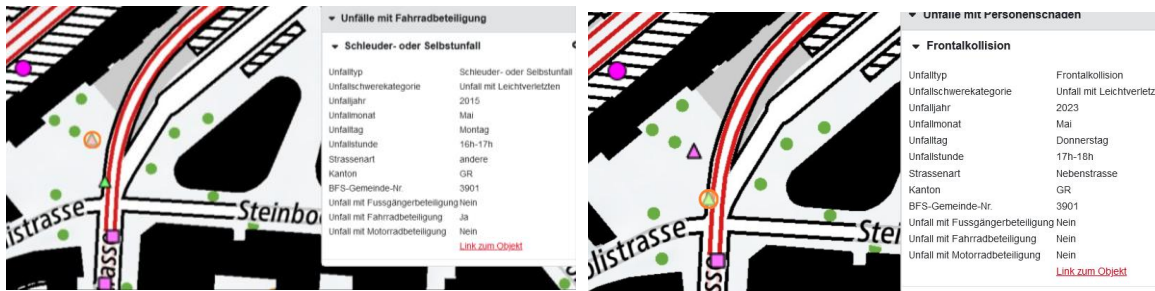 Unfälle mit Fahrradbeteiligung
Schleuder- oder Selbstunfall
Unfalltyp Schleuder- oder Selbstunfall
Unfallschwerekategorie Unfall mit Leichtverletzten
Unfalljahr 2015
Unfallmonat Mai
Unfalltag Montag
Unfallstunde 16h-17h
Strassenart andere
Kanton GR
BFS-Gemeinde-Nr. 3901
Unfall mit Fussgängerbeteiligung Nein
Unfall mit Fahrradbeteiligung Ja
Unfall mit Motorradbeteiligung Nein
Link zum Objekt
istrasse
Steinbo
asse
Unfälle mit Personenschaden
Frontalkollision
Unfalltyp Frontalkollision
Unfallschwerekategorie Unfall mit Leichtverletz
Unfalljahr 2023
Unfallmonat Mai
Unfalltag Donnerstag
Unfallstunde 17h-18h
Strassenart Nebenstrasse
Kanton GR
BFS-Gemeinde-Nr. 3901
Unfall mit Fussgängerbeteiligung Nein
Unfall mit Fahrradbeteiligung Nein
Unfall mit Motorradbeteiligung Nein
Link zum Objekt
olistrasse
Stei